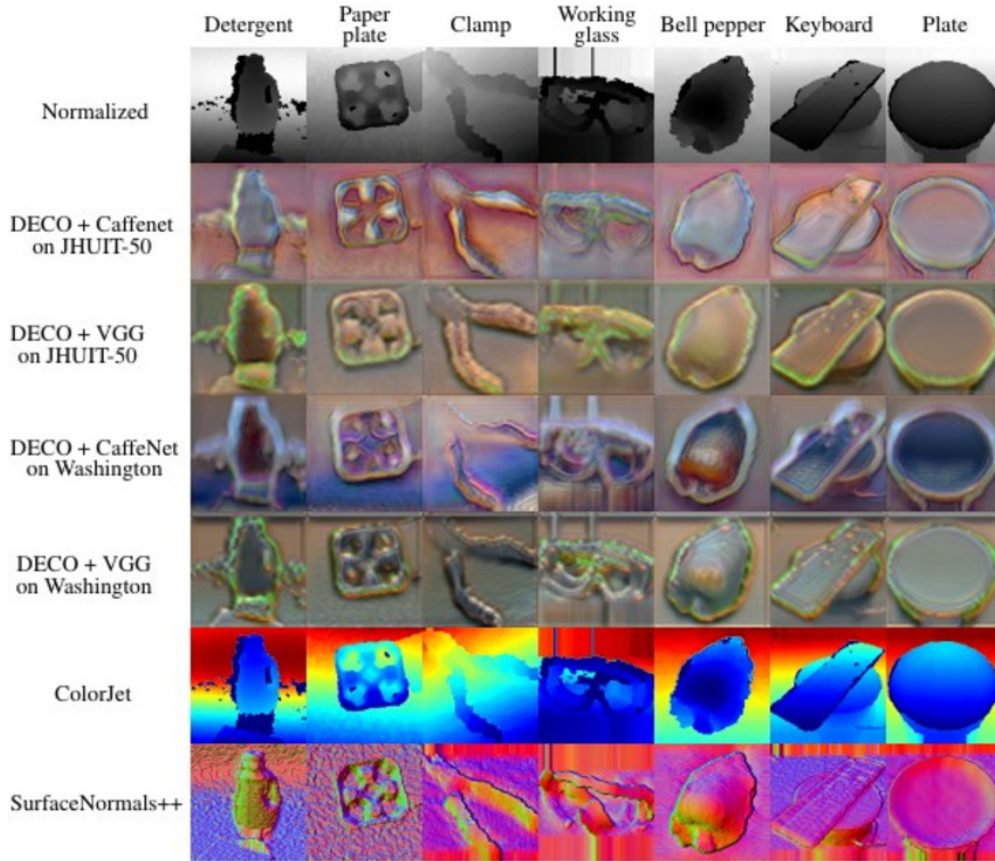 Detergent
Paper
plate
Clamp
Working
glass
Bell pepper
Keyboard
Plate
Normalized
DECO + Caffenet
on JHUIT-50
DECO + VGG
on JHUIT-50
DECO + CaffeNet
on Washington
DECO + VGG
on Washington
ColorJet
SurfaceNormals++